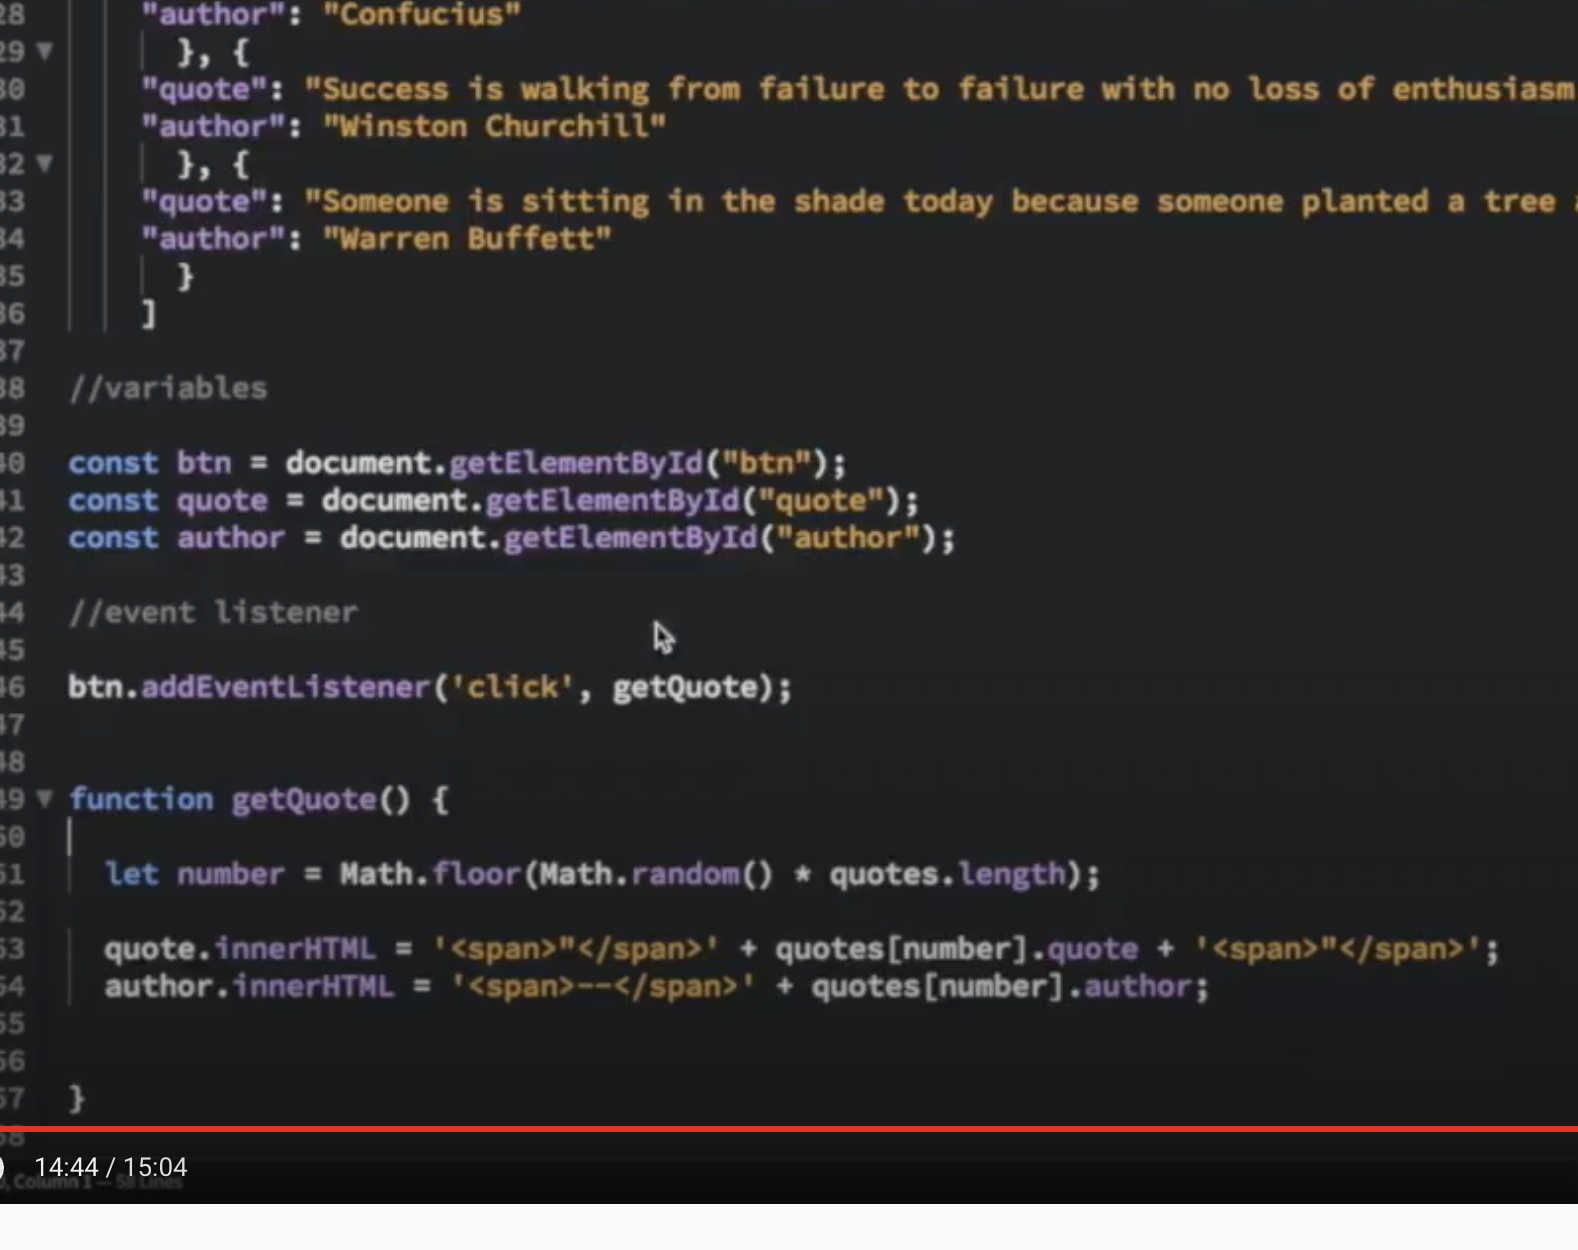 28 "author": "Confucius"
29 ▼ }, {
30 "quote": "Success is walking from failure to failure with no loss of enthusiasm
31 "author": "Winston Churchill"
32 ▼ }, {
33 "quote": "Someone is sitting in the shade today because someone planted a tree
34 "author": "Warren Buffett"
35 }
36 ]
37
38 //variables
39
40 const btn = document.getElementById("btn");
41 const quote = document.getElementById("quote");
42 const author = document.getElementById("author");
43
44 //event listener
45
46 btn.addEventListener('click', getQuote);
47
48
49 ▼ function getQuote() {
50
51 let number = Math.floor(Math.random() * quotes.length);
52
53 quote.innerHTML = '<span>"</span>' + quotes[number].quote + '<span>"</span>';
54 author.innerHTML = '<span>--</span>' + quotes[number].author;
55
56
57 }
58
14:44 / 15:04
, Column 1 — 58 Lines